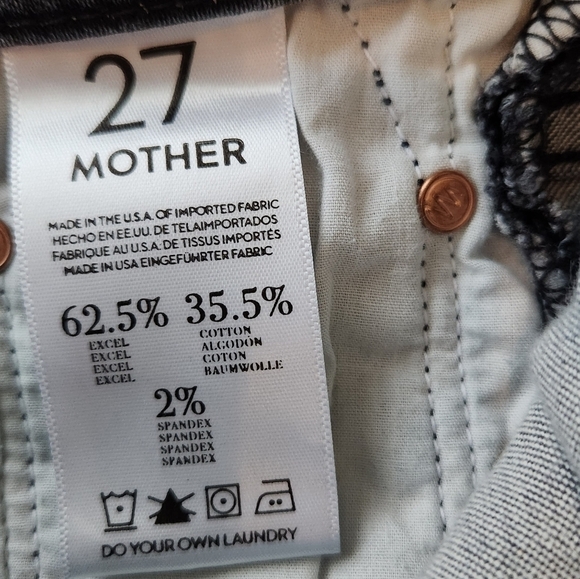 27
MOTHER
MADE IN THE U.S.A. OF IMPORTED FABRIC
HECHO EN EE.UU. DE TELAIMPORTADOS
FABRIQUE AU U.S.A: DE TISSUS IMPORTÉS
MADE IN USA EINGEFÜHRTER FABRIC
62.5% 35.5%
EXCEL COTTON
EXCEL ALGODÓN
EXCEL COTON
EXCEL BAUMWOLLE
2%
SPANDEX
SPANDEX
SPANDEX
SPANDEX
DO YOUR OWN LAUNDRY